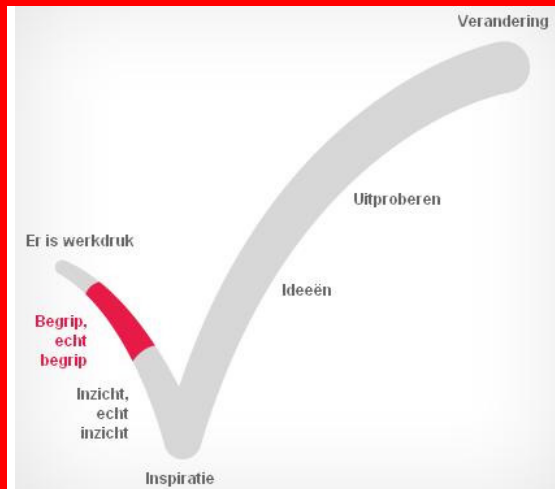 Verandering
Uitproberen
Er is werkdruk
Ideeën
Begrip,
echt
begrip
Inzicht,
echt
inzicht
Inspiratie